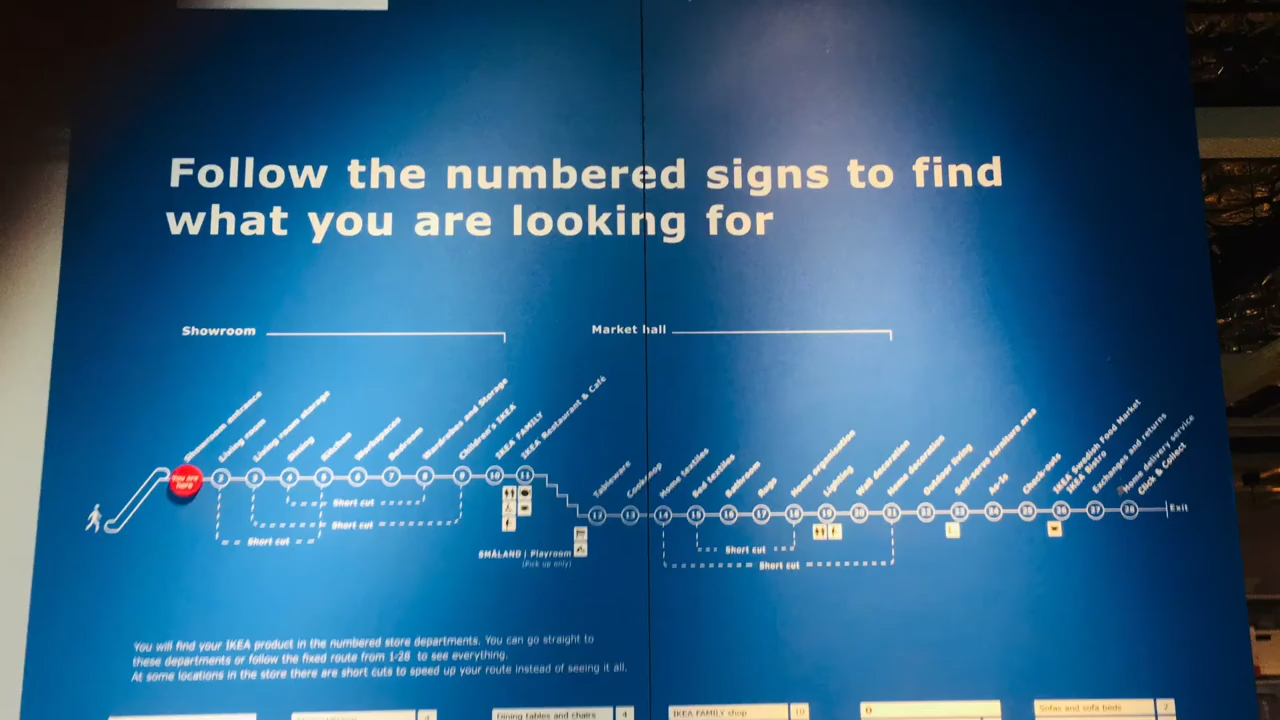 Follow the numbered signs to find
what you are looking for
Showroom
Market hall
Showroom entrance
Living room
Living room storage
Dining
Kitchen
Workspace
Bedrooms
Wardrobes and Storage
Children's IKEA
IKEA FAMILY
IKEA Restaurant & Café
Tableware
Cookshop
Home textiles
Bed textiles
Bathroom
Rugs
Home organisation
Lighting
Wall decoration
Home decoration
Outdoor living
Self-serve furniture area
As-is
Check-outs
IKEA Swedish Food Market
IKEA Bistro
Exchanges and returns
Home delivery service
Click & Collect
You are
here
2 3 4 5 6 7 8 9 10 11
12 13 14 15 16 17 18 19 20 21 22 23 24 25 26 27 28
Exit
Short cut
Short cut
Short cut
Short cut
Short cut
SMÅLAND | Playroom
(Pick up only)
You will find your IKEA product in the numbered store departments. You can go straight to
these departments or follow the fixed route from 1-28 to see everything.
At some locations in the store there are short cuts to speed up your route instead of seeing it all.
4
Dining tables and chairs 4
IKEA FAMILY shop 10
Sofas and sofa beds 2